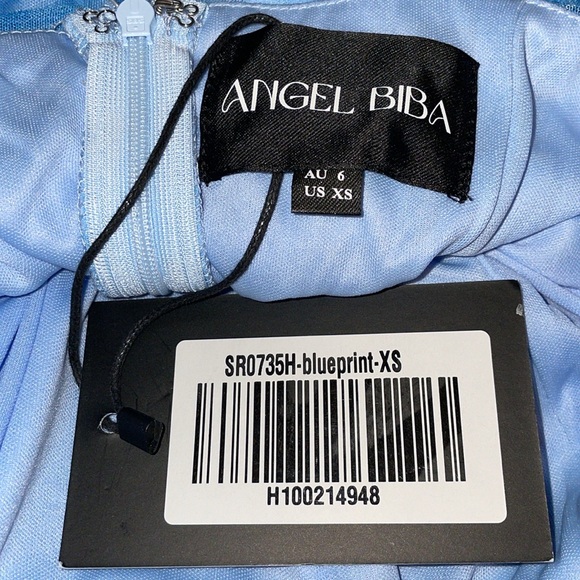 ANGEL BIBA
AU 6
US XS
SR0735H-blueprint-XS
H100214948